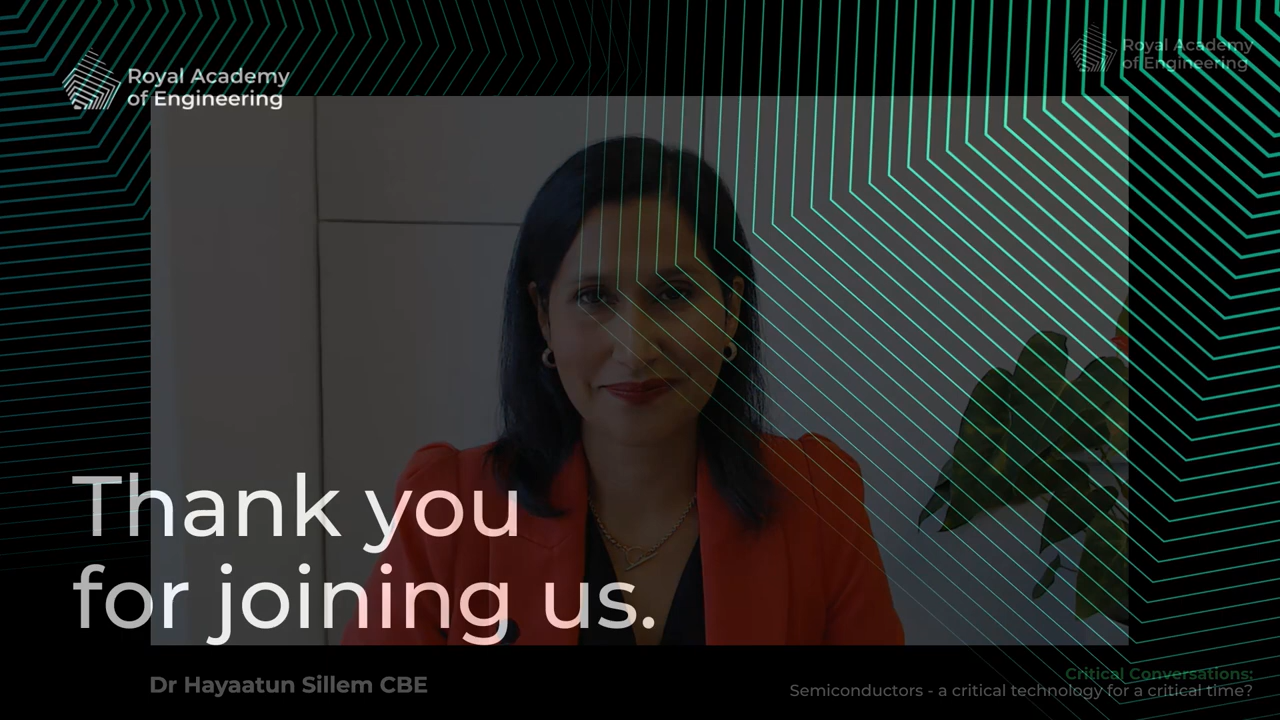 Royal Academy
of Engineering
Royal Academy
of Engineering
Thank you
for joining us.
Dr Hayaatun Sillem CBE
Critical Conversations:
Semiconductors - a critical technology for a critical time?